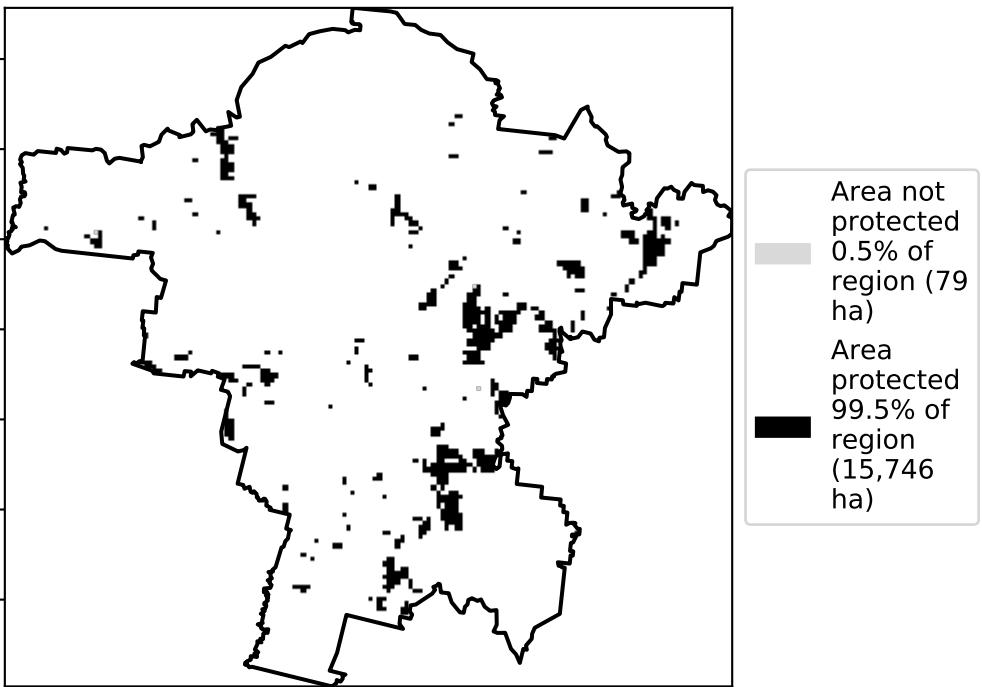 Area not
protected
0.5% of
region (79
ha)
Area
protected
99.5% of
region
(15,746
ha)